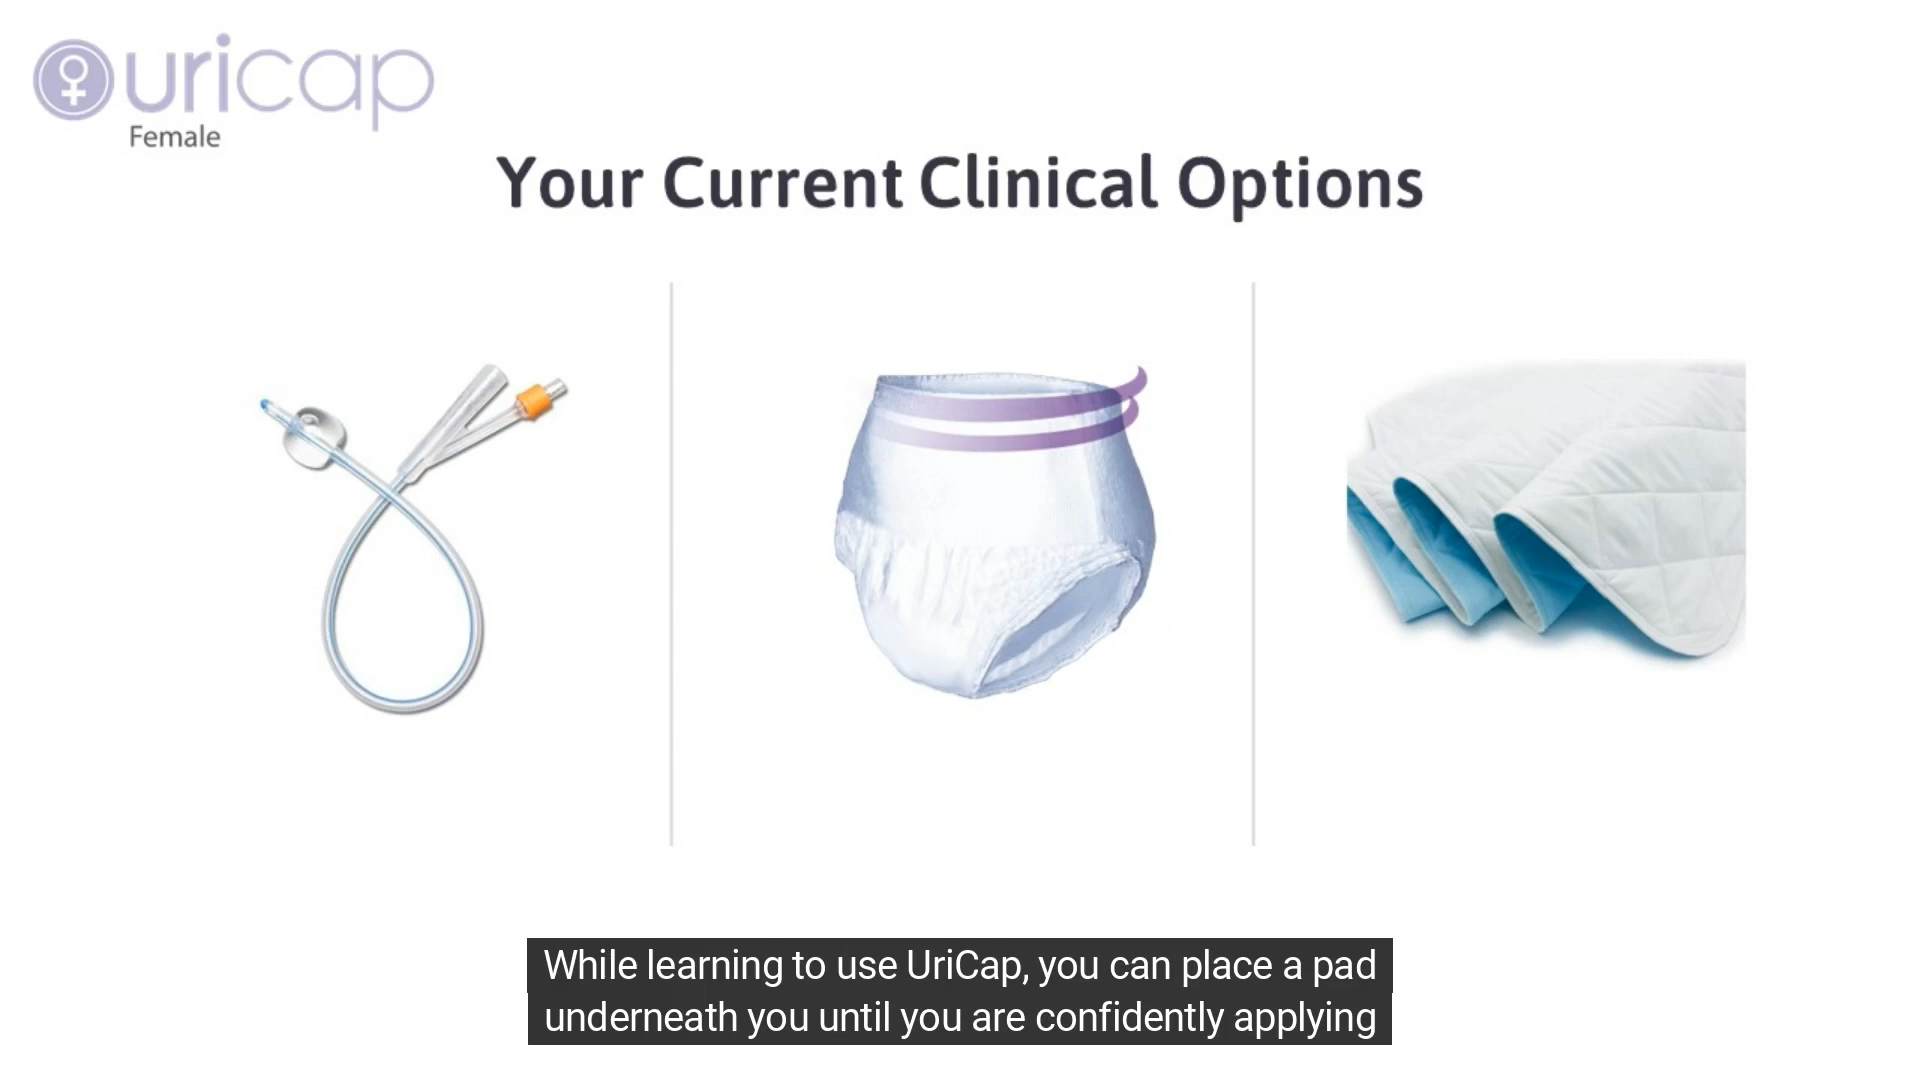 uricap
Female
Your Current Clinical Options
While learning to use UriCap, you can place a pad
underneath you until you are confidently applying